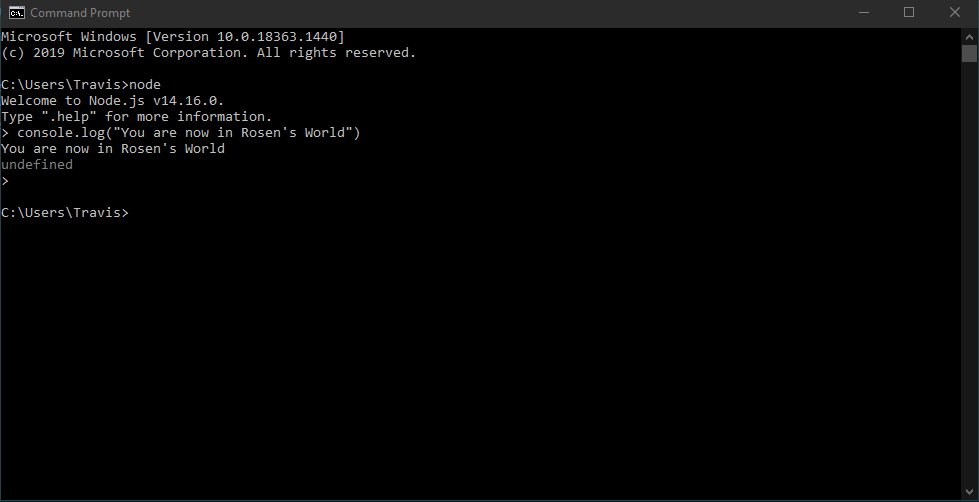 Command Prompt
Microsoft Windows [Version 10.0.18363.1440]
(c) 2019 Microsoft Corporation. All rights reserved.
C:\Users\Travis>node
Welcome to Node.js v14.16.0.
Type ".help" for more information.
> console.log("You are now in Rosen's World")
You are now in Rosen's World
undefined
>
C:\Users\Travis>